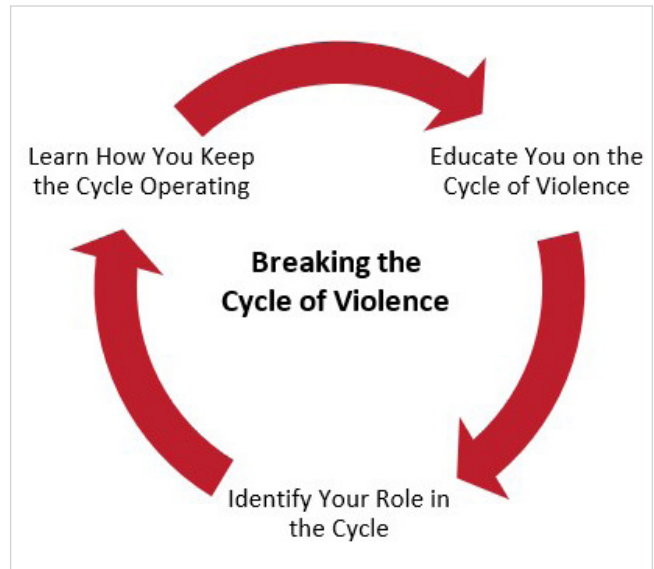 Learn How You Keep
the Cycle Operating
Educate You on the
Cycle of Violence
Breaking the
Cycle of Violence
Identify Your Role in
the Cycle